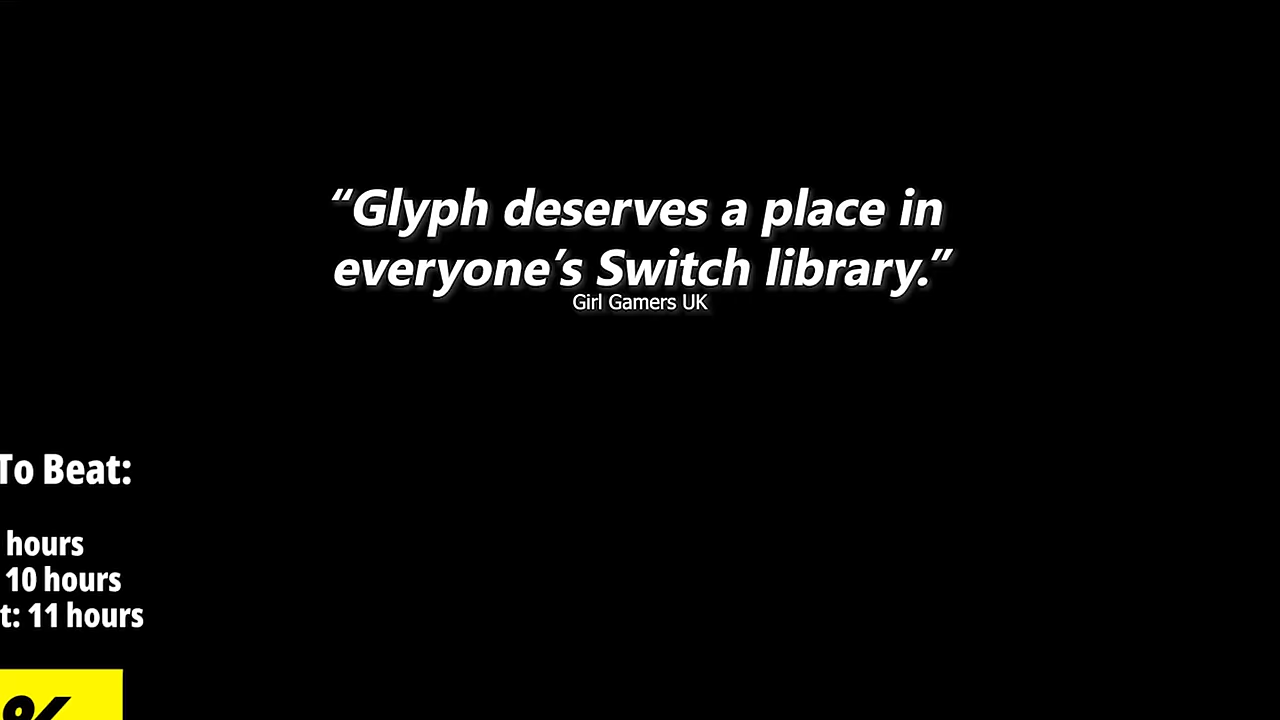 “Glyph deserves a place in
everyone’s Switch library.”
Girl Gamers UK
To Beat:
hours
10 hours
t: 11 hours
%